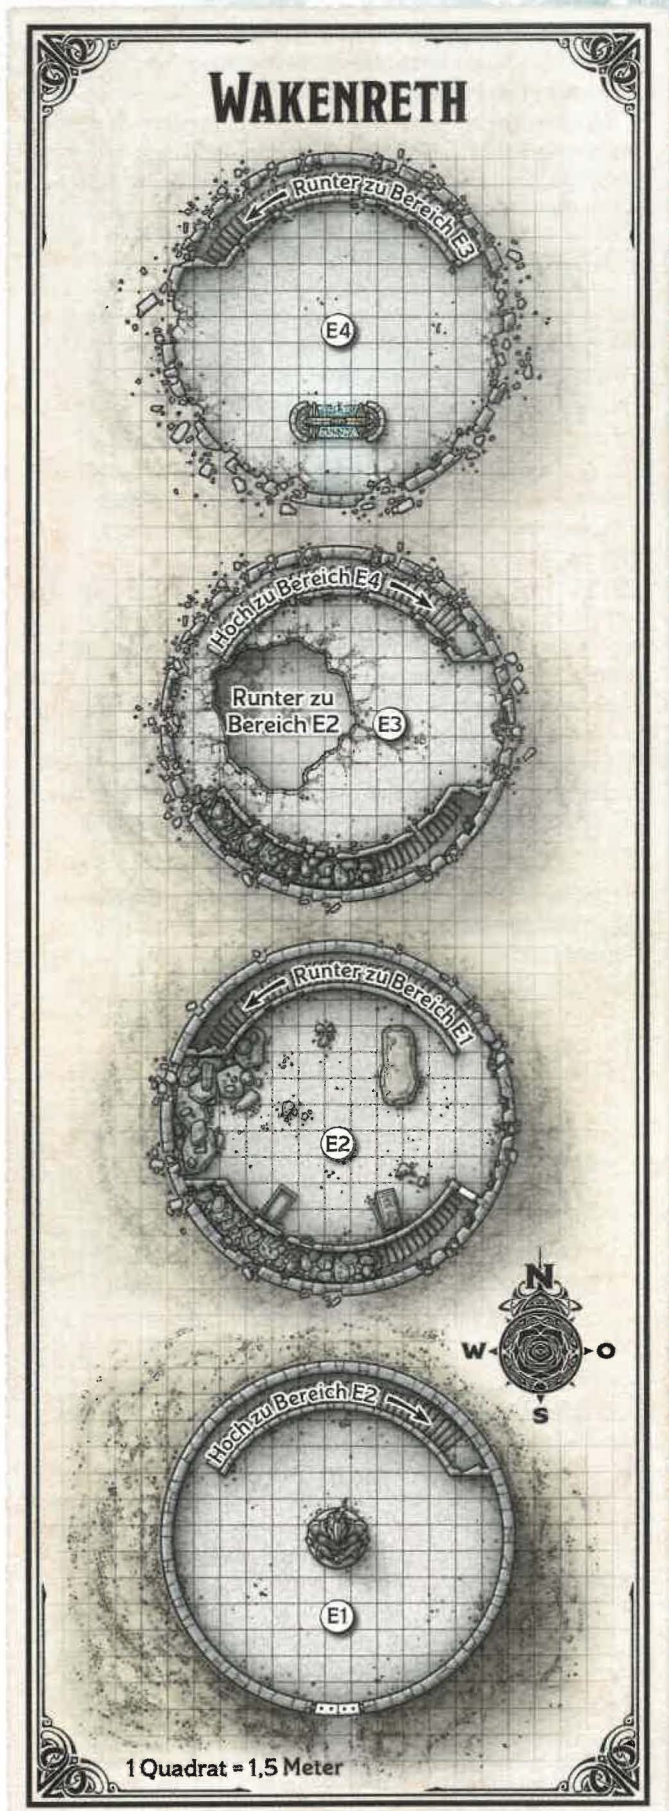 WAKENRETH
Runter zu Bereich E3
E4
Hoch zu Bereich E4
Runter zu
Bereich E2
E3
Runter zu Bereich E1
E2
N
W
O
S
Hoch zu Bereich E2
E1
1 Quadrat = 1,5 Meter